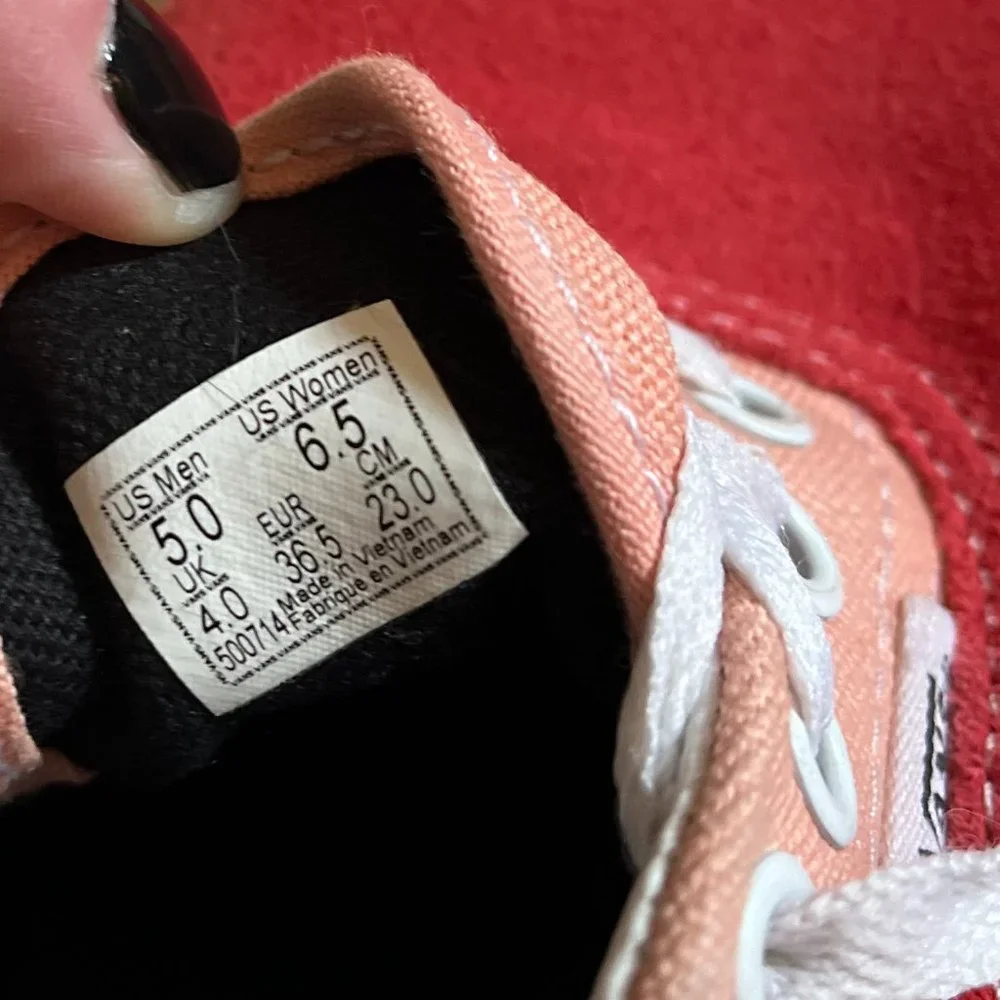 US Men
US Women
5.0
6.5
UK
EUR
CM
4.0
36.5
23.0
500714
Made in Vietnam
Fabriqué en Vietnam